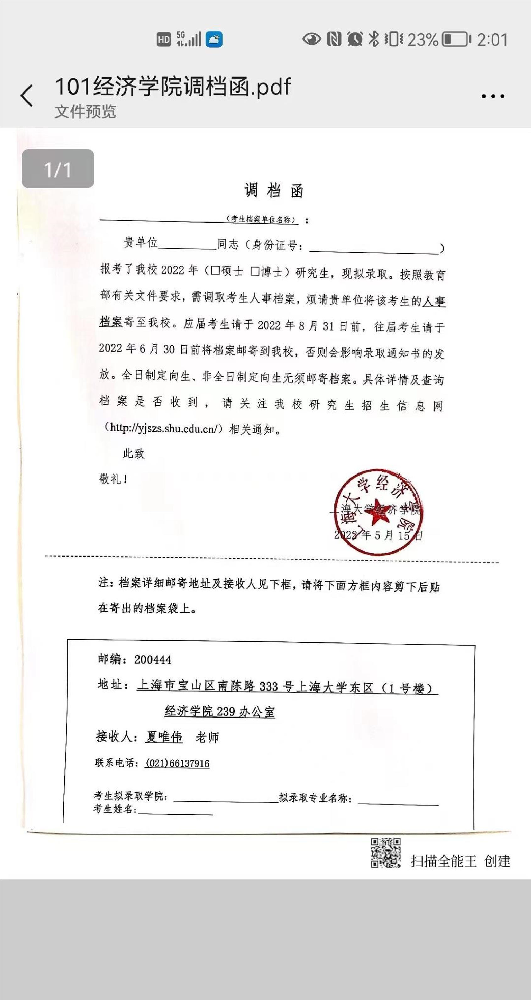 HD 5G 23% 2:01
101经济学院调档函.pdf
文件预览
1/1
调档函
（考生档案单位名称）：
贵单位________同志（身份证号：________________）
报考了我校 2022 年（□硕士 □博士）研究生，现拟录取。按照教育
部有关文件要求，需调取考生人事档案，烦请贵单位将该考生的人事
档案寄至我校。应届考生请于 2022 年 8 月 31 日前，往届考生请于
2022 年 6 月 30 日前将档案邮寄到我校，否则会影响录取通知书的发
放。全日制定向生、非全日制定向生无须邮寄档案。具体详情及查询
档案是否收到，请关注我校研究生招生信息网
（http://yjszs.shu.edu.cn/）相关通知。
此致
敬礼！
上海大学经济学院
上海大学经济学院
2022 年 5 月 15 日
注：档案详细邮寄地址及接收人见下框，请将下面方框内容剪下后贴
在寄出的档案袋上。
邮编：200444
地址：上海市宝山区南陈路 333 号上海大学东区（1 号楼）
经济学院 239 办公室
接收人：夏唯伟 老师
联系电话：(021)66137916
考生拟录取学院：____________拟录取专业名称：__________
考生姓名:__________
扫描全能王 创建